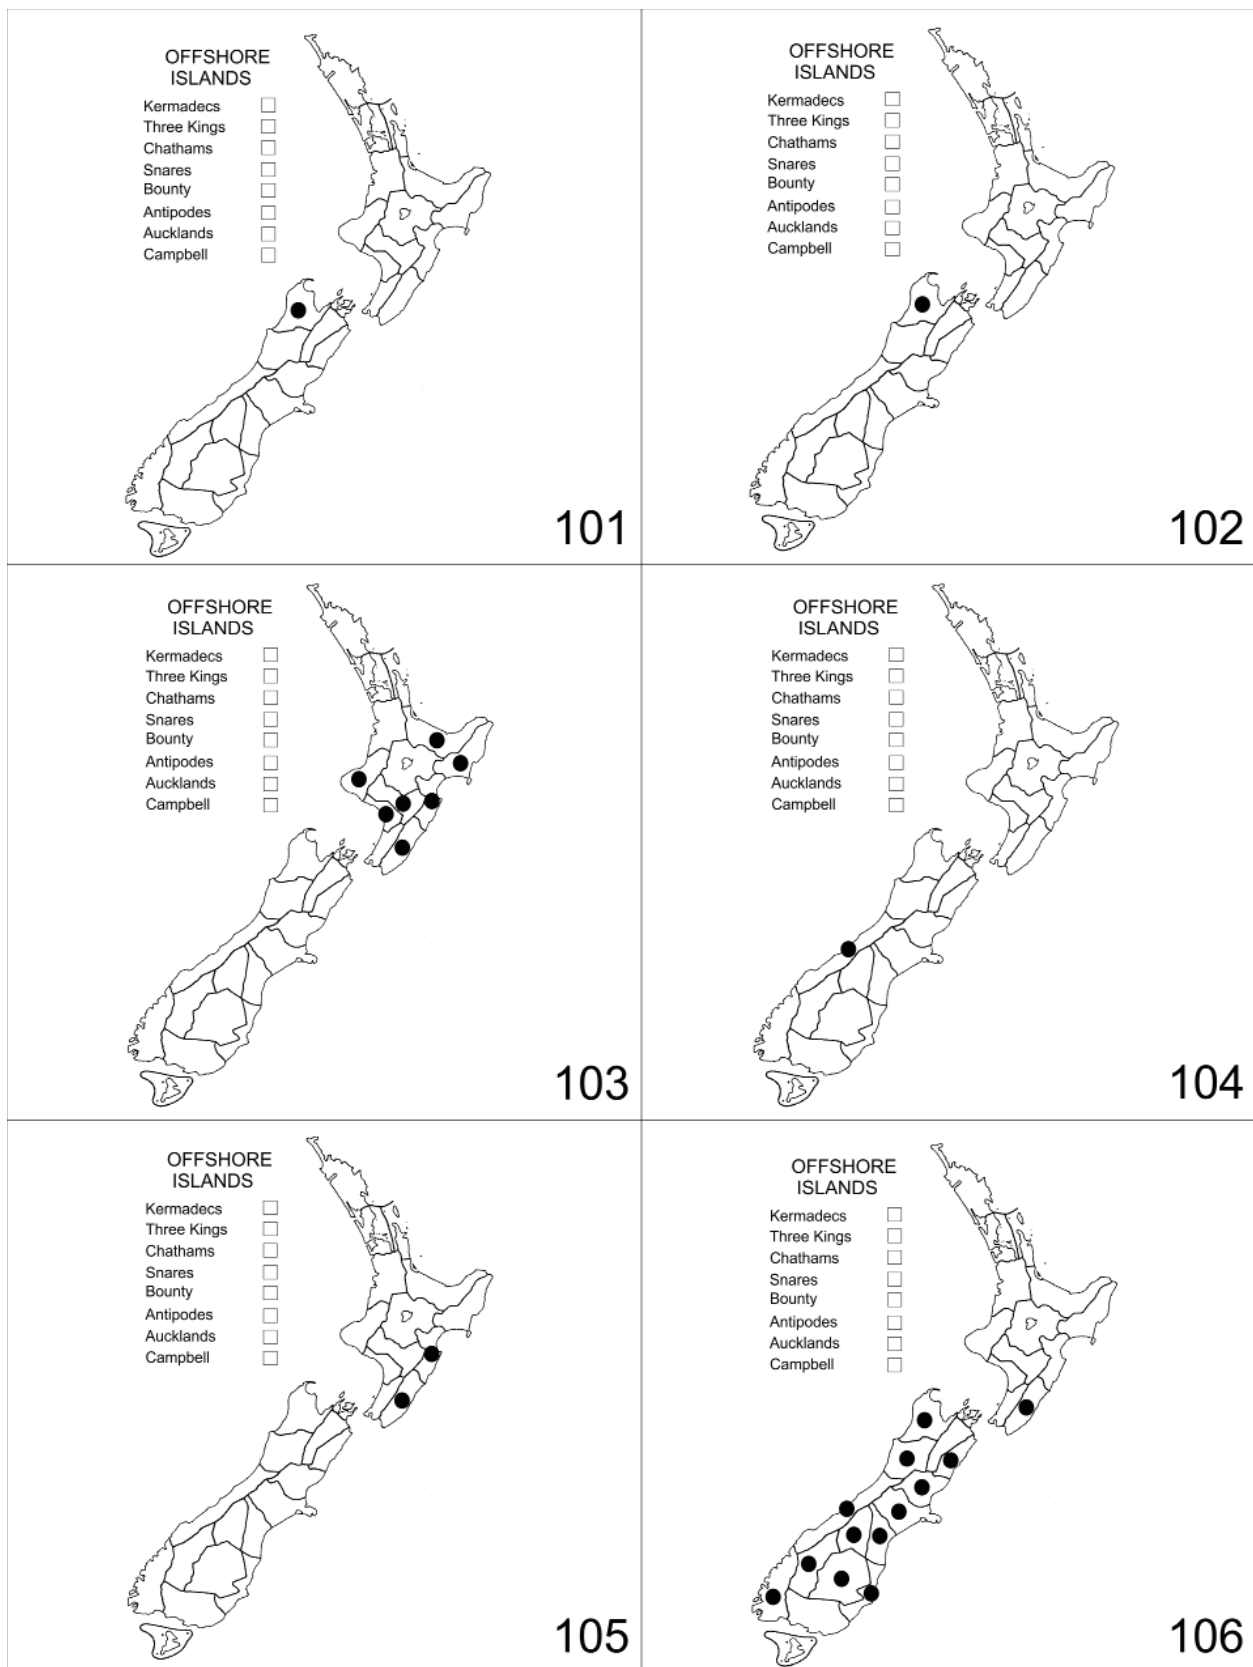 OFFSHORE
ISLANDS
Kermadecs
Three Kings
Chathams
Snares
Bounty
Antipodes
Aucklands
Campbell
101
OFFSHORE
ISLANDS
Kermadecs
Three Kings
Chathams
Snares
Bounty
Antipodes
Aucklands
Campbell
102
OFFSHORE
ISLANDS
Kermadecs
Three Kings
Chathams
Snares
Bounty
Antipodes
Aucklands
Campbell
103
OFFSHORE
ISLANDS
Kermadecs
Three Kings
Chathams
Snares
Bounty
Antipodes
Aucklands
Campbell
104
OFFSHORE
ISLANDS
Kermadecs
Three Kings
Chathams
Snares
Bounty
Antipodes
Aucklands
Campbell
105
OFFSHORE
ISLANDS
Kermadecs
Three Kings
Chathams
Snares
Bounty
Antipodes
Aucklands
Campbell
106